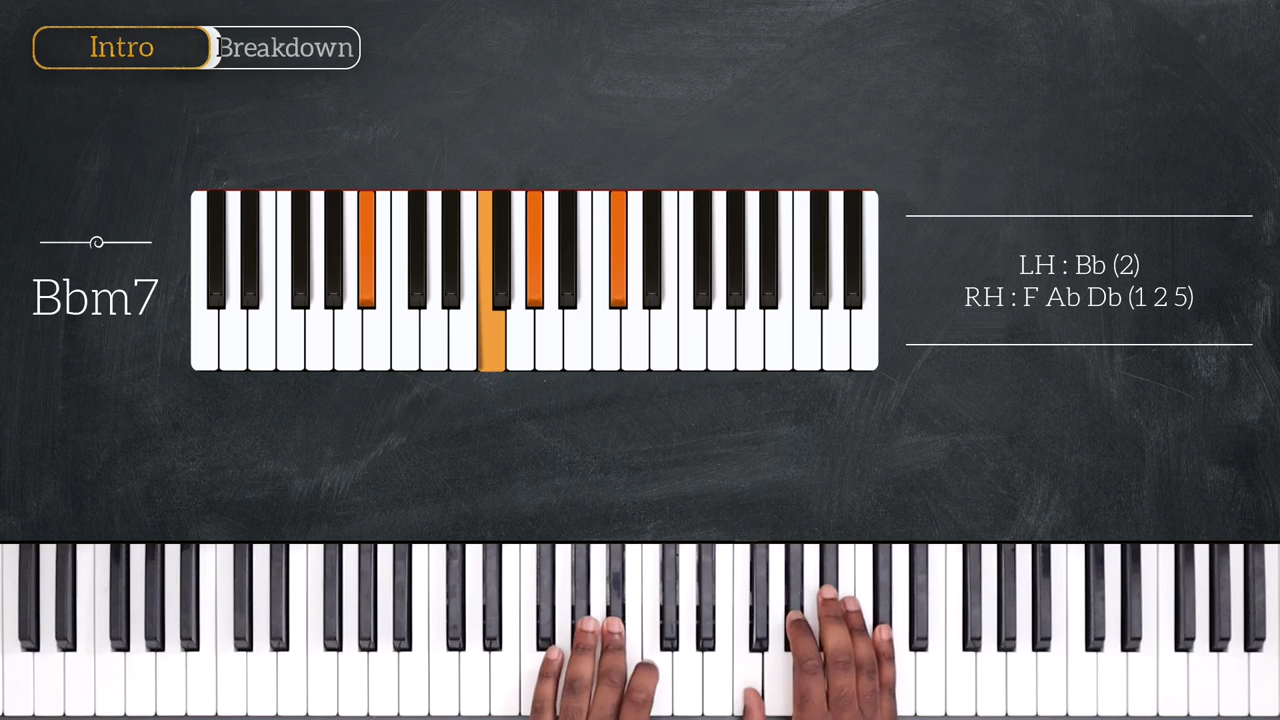 Intro
Breakdown
Bbm7
LH : Bb (2)
RH : F Ab Db (1 2 5)